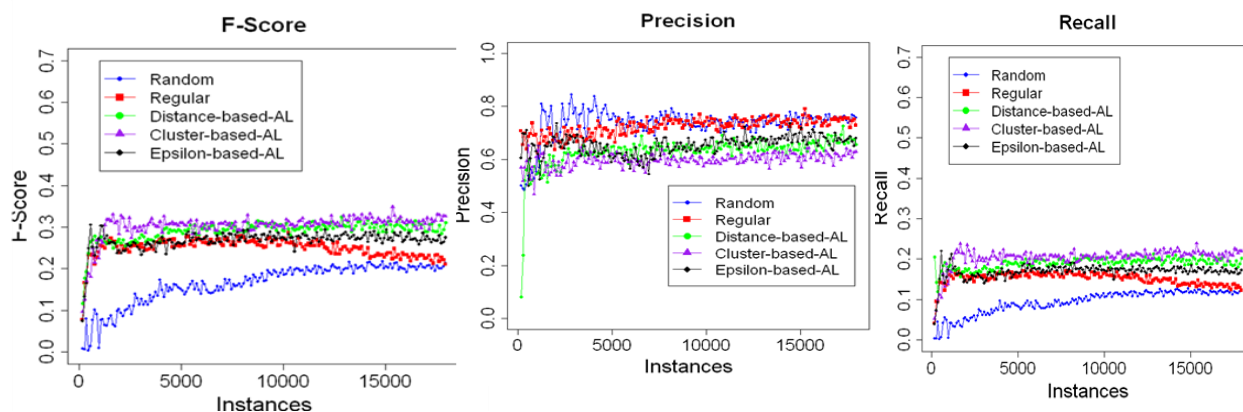 F-Score
F-Score
0.7
0.6
0.5
0.4
0.3
0.2
0.1
0.0
Random
Regular
Distance-based-AL
Cluster-based-AL
Epsilon-based-AL
0 5000 10000 15000
Instances
Precision
Precision
1.0
0.8
0.6
0.4
0.2
0.0
Random
Regular
Distance-based-AL
Cluster-based-AL
Epsilon-based-AL
0 5000 10000 15000
Instances
Recall
Recall
0.7
0.6
0.5
0.4
0.3
0.2
0.1
0.0
Random
Regular
Distance-based-AL
Cluster-based-AL
Epsilon-based-AL
0 5000 10000 15000
Instances